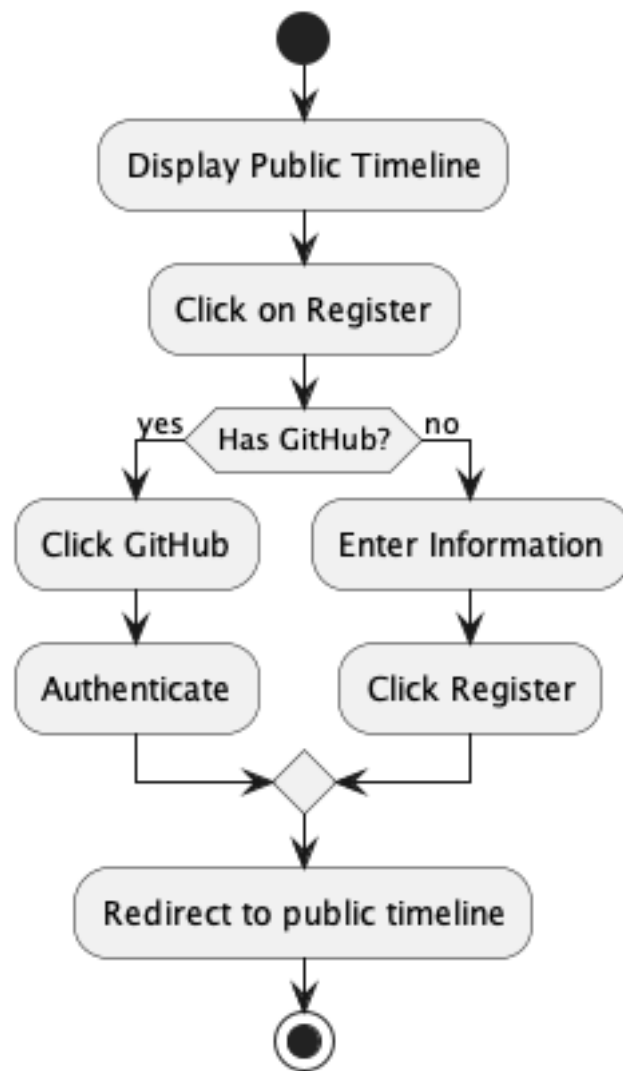 Display Public Timeline
Click on Register
yes
Has GitHub?
no
Click GitHub
Enter Information
Authenticate
Click Register
Redirect to public timeline